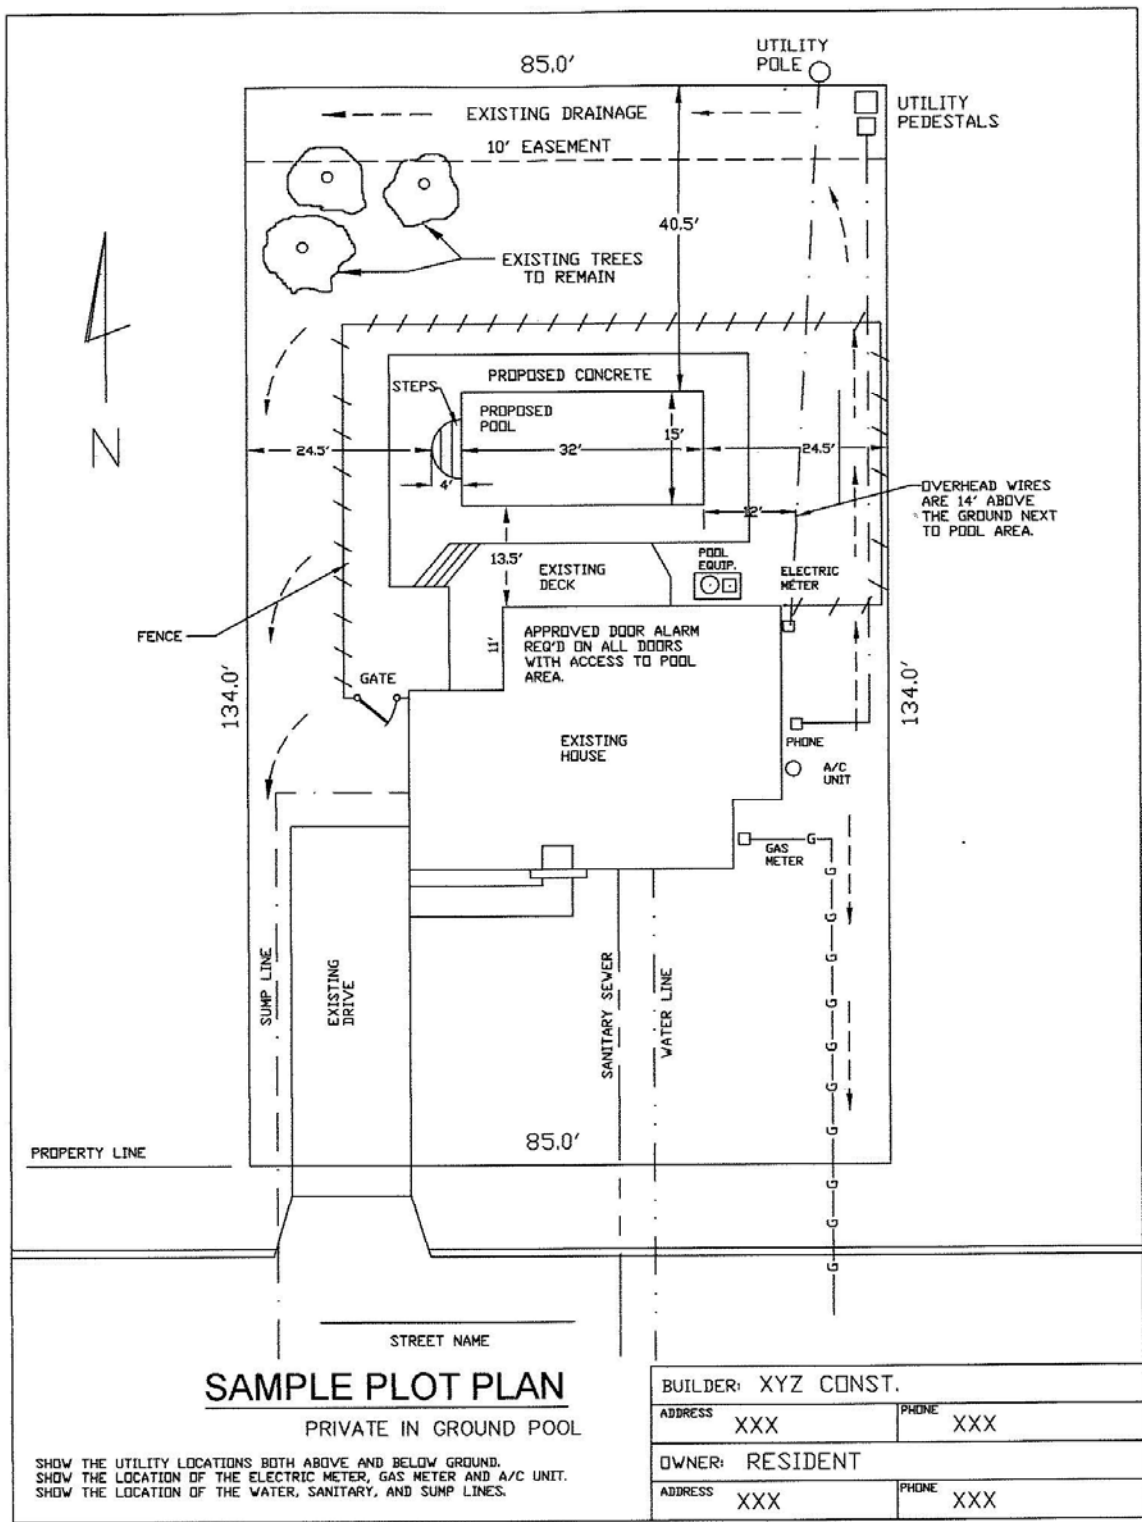 UTILITY
POLE
85.0'
UTILITY
PEDESTALS
EXISTING DRAINAGE
10' EASEMENT
40.5'
EXISTING TREES
TO REMAIN
N
PROPOSED CONCRETE
STEPS
PROPOSED
POOL
24.5'
32'
15'
24.5'
4'
12'
OVERHEAD WIRES
ARE 14' ABOVE
THE GROUND NEXT
TO POOL AREA.
13.5'
EXISTING
DECK
POOL
EQUIP.
ELECTRIC
METER
FENCE
11'
APPROVED DOOR ALARM
REQ'D ON ALL DOORS
WITH ACCESS TO POOL
AREA.
GATE
134.0'
134.0'
EXISTING
HOUSE
PHONE
A/C
UNIT
GAS
METER
G
G
G
G
G
G
G
G
G
G
G
G
SUMP LINE
EXISTING
DRIVE
SANITARY SEWER
WATER LINE
85.0'
PROPERTY LINE
STREET NAME
SAMPLE PLOT PLAN
PRIVATE IN GROUND POOL
SHOW THE UTILITY LOCATIONS BOTH ABOVE AND BELOW GROUND.
SHOW THE LOCATION OF THE ELECTRIC METER, GAS METER AND A/C UNIT.
SHOW THE LOCATION OF THE WATER, SANITARY, AND SUMP LINES.
BUILDER: XYZ CONST.
ADDRESS XXX PHONE XXX
OWNER: RESIDENT
ADDRESS XXX PHONE XXX